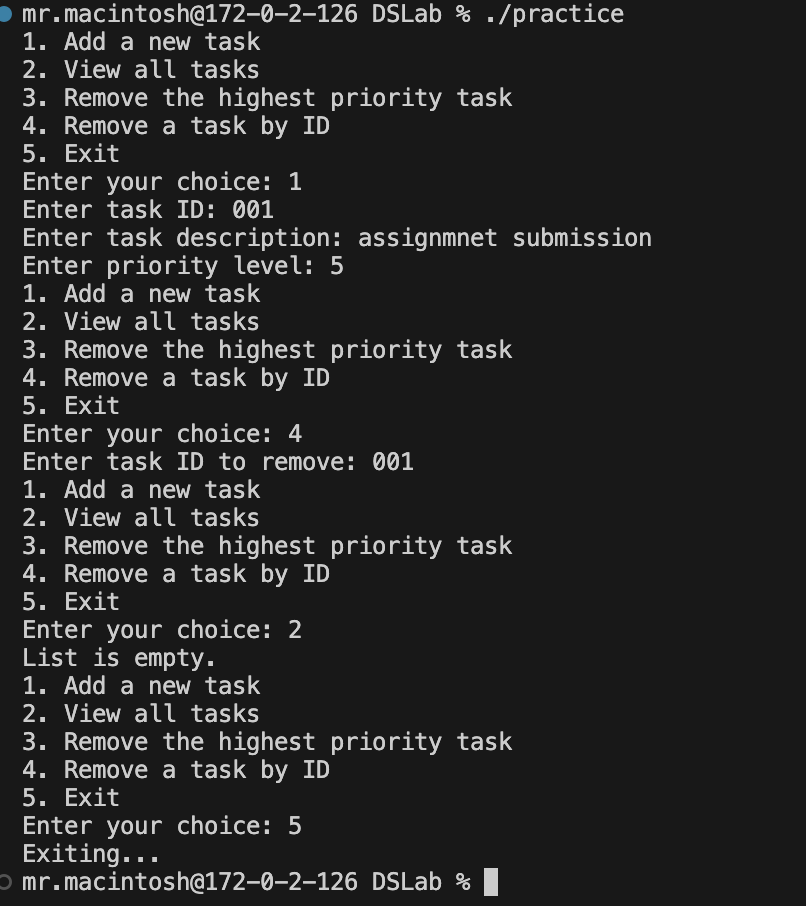 mr.macintosh@172-0-2-126 DSLab % ./practice
1. Add a new task
2. View all tasks
3. Remove the highest priority task
4. Remove a task by ID
5. Exit
Enter your choice: 1
Enter task ID: 001
Enter task description: assignmnet submission
Enter priority level: 5
1. Add a new task
2. View all tasks
3. Remove the highest priority task
4. Remove a task by ID
5. Exit
Enter your choice: 4
Enter task ID to remove: 001
1. Add a new task
2. View all tasks
3. Remove the highest priority task
4. Remove a task by ID
5. Exit
Enter your choice: 2
List is empty.
1. Add a new task
2. View all tasks
3. Remove the highest priority task
4. Remove a task by ID
5. Exit
Enter your choice: 5
Exiting...
mr.macintosh@172-0-2-126 DSLab %